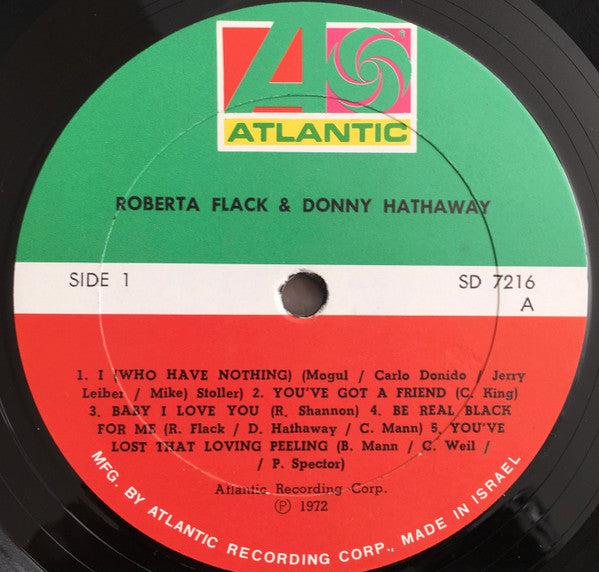 ATLANTIC
ROBERTA FLACK & DONNY HATHAWAY
SIDE 1
SD 7216
A
1. I (WHO HAVE NOTHING) (Mogul / Carlo Donido / Jerry
Leiber / Mike) Stoller) 2. YOU'VE GOT A FRIEND (C. King)
3. BABY I LOVE YOU (R. Shannon) 4. BE REAL BLACK
FOR ME (R. Flack / D. Hathaway / C. Mann) 5. YOU'VE
LOST THAT LOVING PEELING (B. Mann / C. Weil /
/ P. Spector)
Atlantic Recording Corp.
Ⓟ 1972
MFG. BY ATLANTIC RECORDING CORP., MADE IN ISRAEL